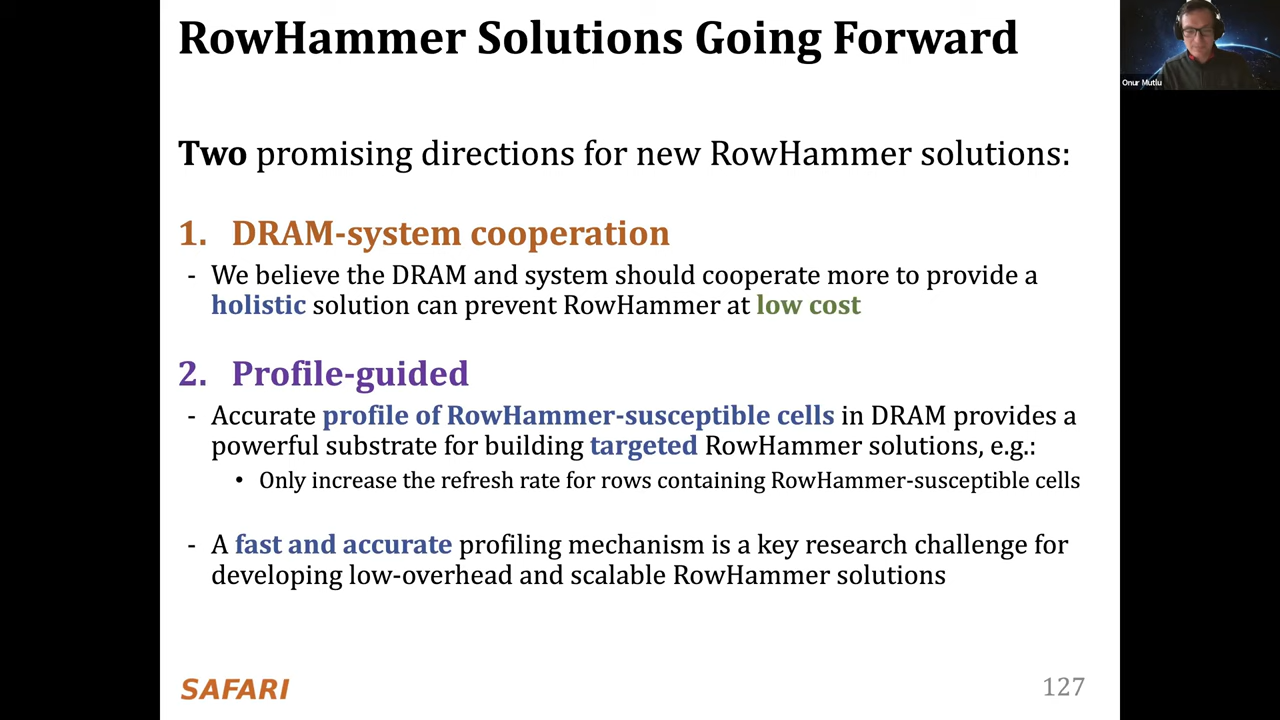 RowHammer Solutions Going Forward
Onur Mutlu
Two promising directions for new RowHammer solutions:
1. DRAM-system cooperation
- We believe the DRAM and system should cooperate more to provide a
holistic solution can prevent RowHammer at low cost
2. Profile-guided
- Accurate profile of RowHammer-susceptible cells in DRAM provides a
powerful substrate for building targeted RowHammer solutions, e.g.:
• Only increase the refresh rate for rows containing RowHammer-susceptible cells
- A fast and accurate profiling mechanism is a key research challenge for
developing low-overhead and scalable RowHammer solutions
SAFARI
127